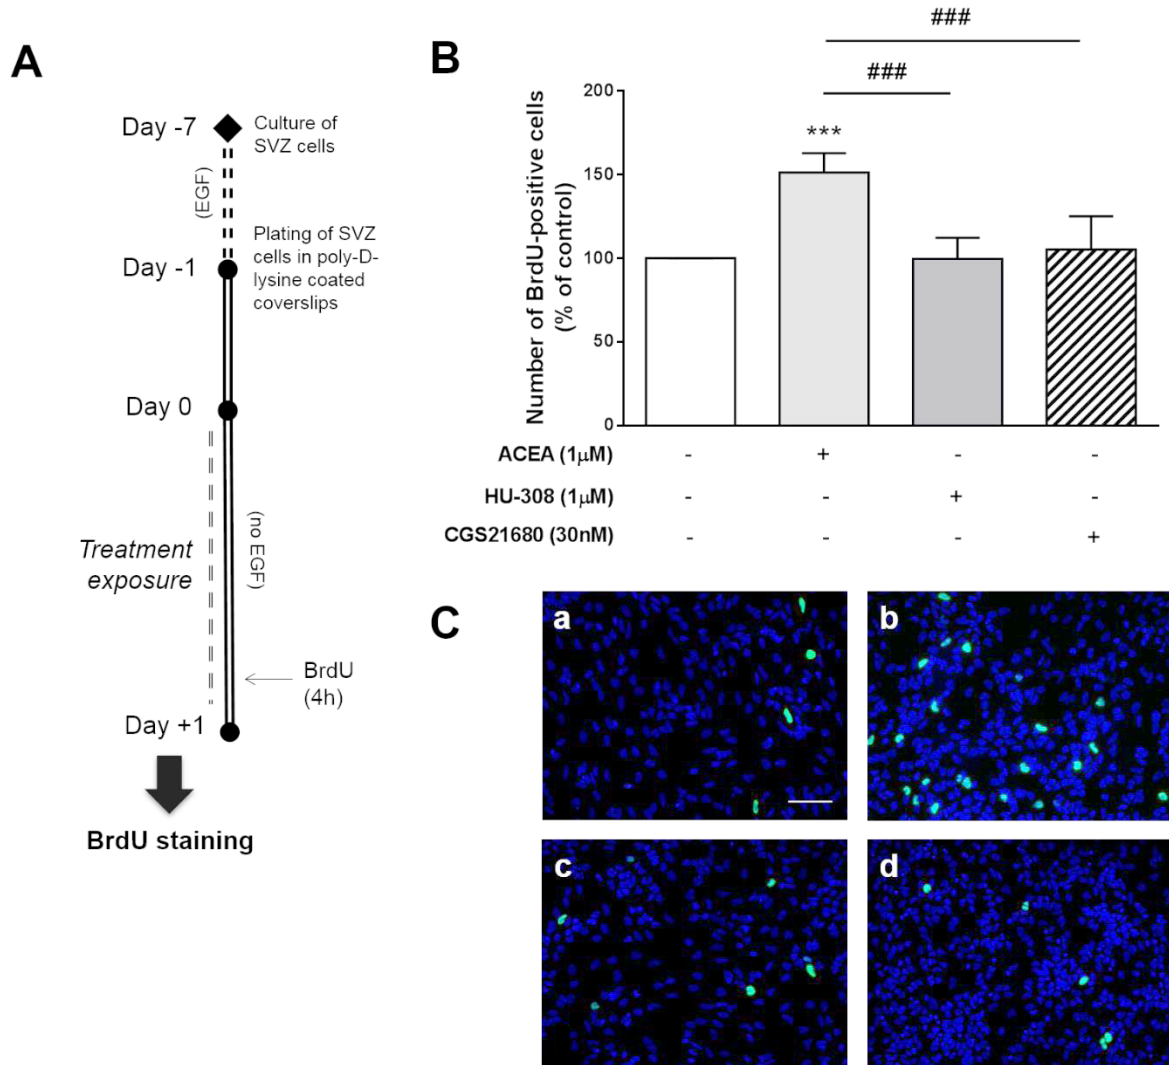 A
Day -7
Culture of
SVZ cells
(EGF)
Day -1
Plating of SVZ
cells in poly-D-
lysine coated
coverslips
Day 0
Treatment
exposure
(no EGF)
BrdU
(4h)
Day +1
BrdU staining
B
###
###
***
Number of BrdU-positive cells
(% of control)
200
150
100
50
0
ACEA (1μM) - + - -
HU-308 (1μM) - - + -
CGS21680 (30nM) - - - +
C
a
b
c
d